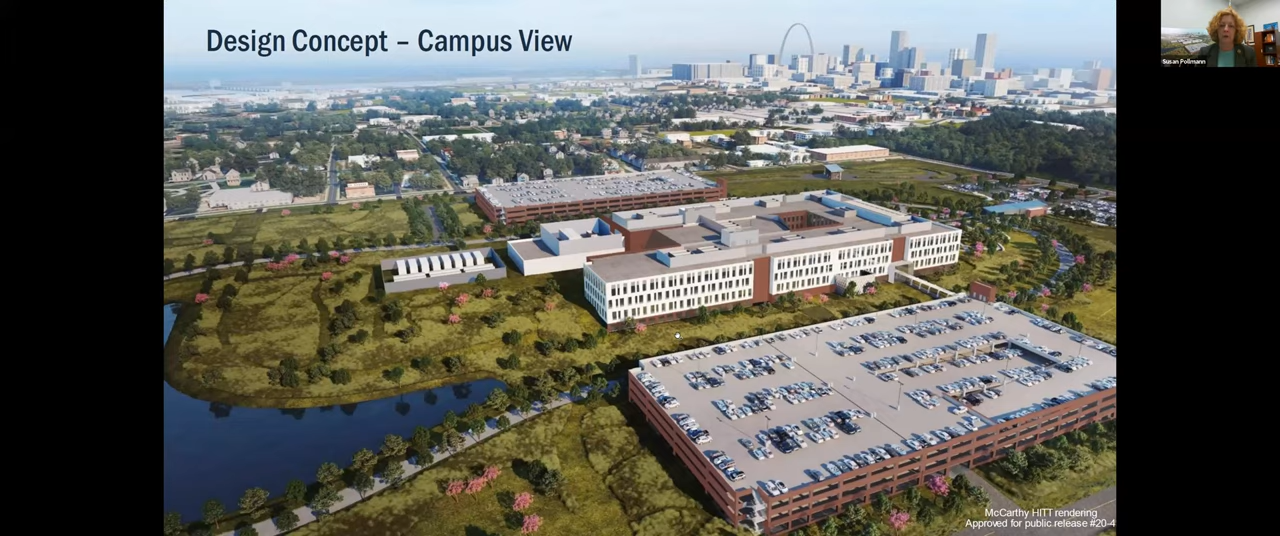 Design Concept – Campus View
Susan Pollmann
McCarthy HITT rendering
Approved for public release #20-4